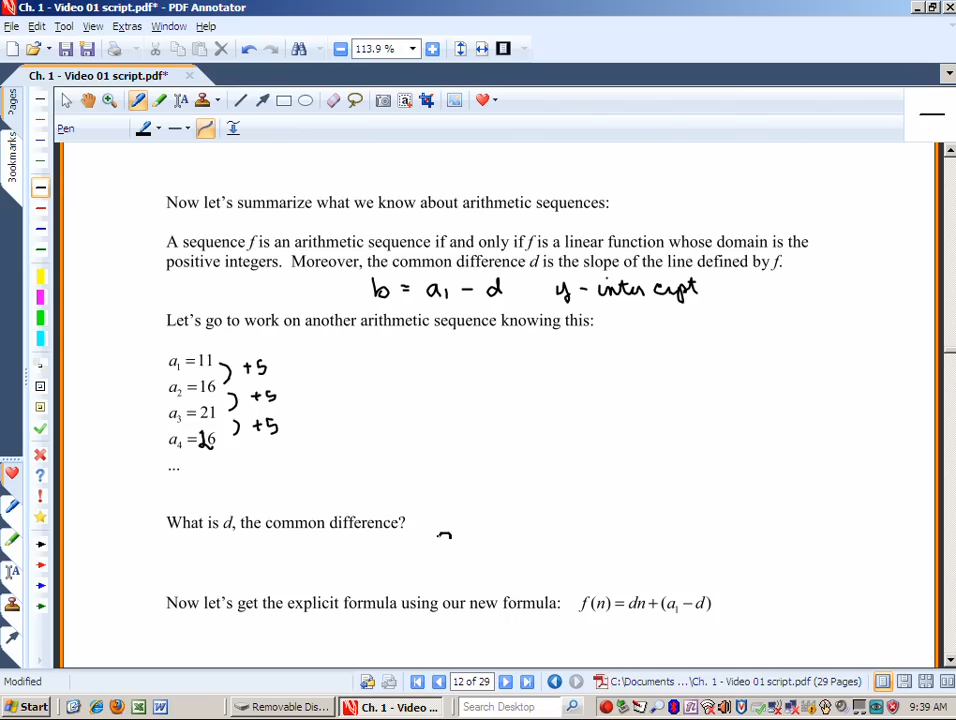 Ch. 1 - Video 01 script.pdf* - PDF Annotator
File Edit Tool View Extras Window Help
113.9 %
Ch. 1 - Video 01 script.pdf*
Pen
Pages
Bookmarks
Now let's summarize what we know about arithmetic sequences:
A sequence f is an arithmetic sequence if and only if f is a linear function whose domain is the
positive integers. Moreover, the common difference d is the slope of the line defined by f.
b = a₁ - d y - intercept
Let's go to work on another arithmetic sequence knowing this:
a₁ = 11 +5
a₂ = 16 +5
a₃ = 21 +5
a₄ = 26
...
What is d, the common difference?
Now let's get the explicit formula using our new formula: f(n) = dn + (a₁ − d)
Modified 12 of 29 C:\Documents ...\Ch. 1 - Video 01 script.pdf (29 Pages)
Start Removable Dis... Ch. 1 - Video ... Search Desktop 9:39 AM